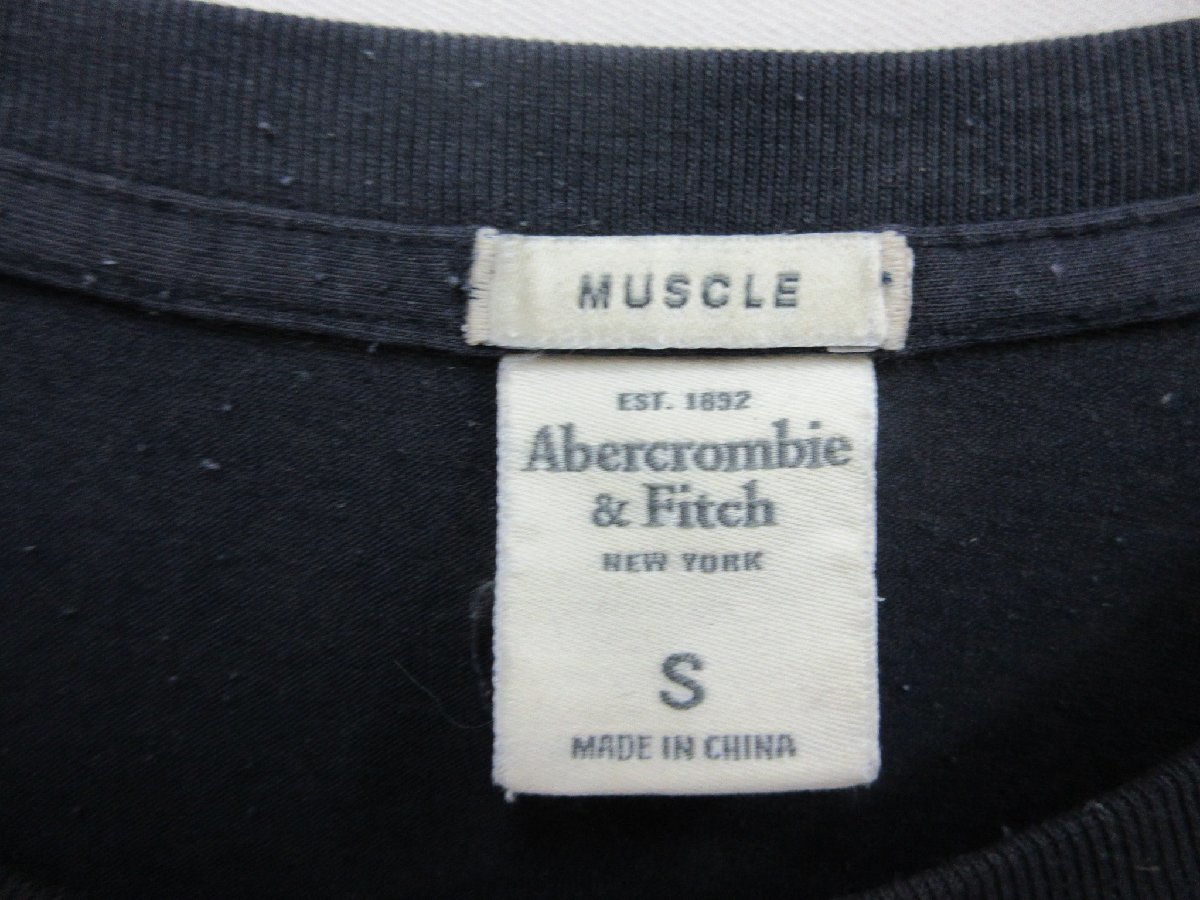 MUSCLE
EST. 1892
Abercrombie
& Fitch
NEW YORK
S
MADE IN CHINA